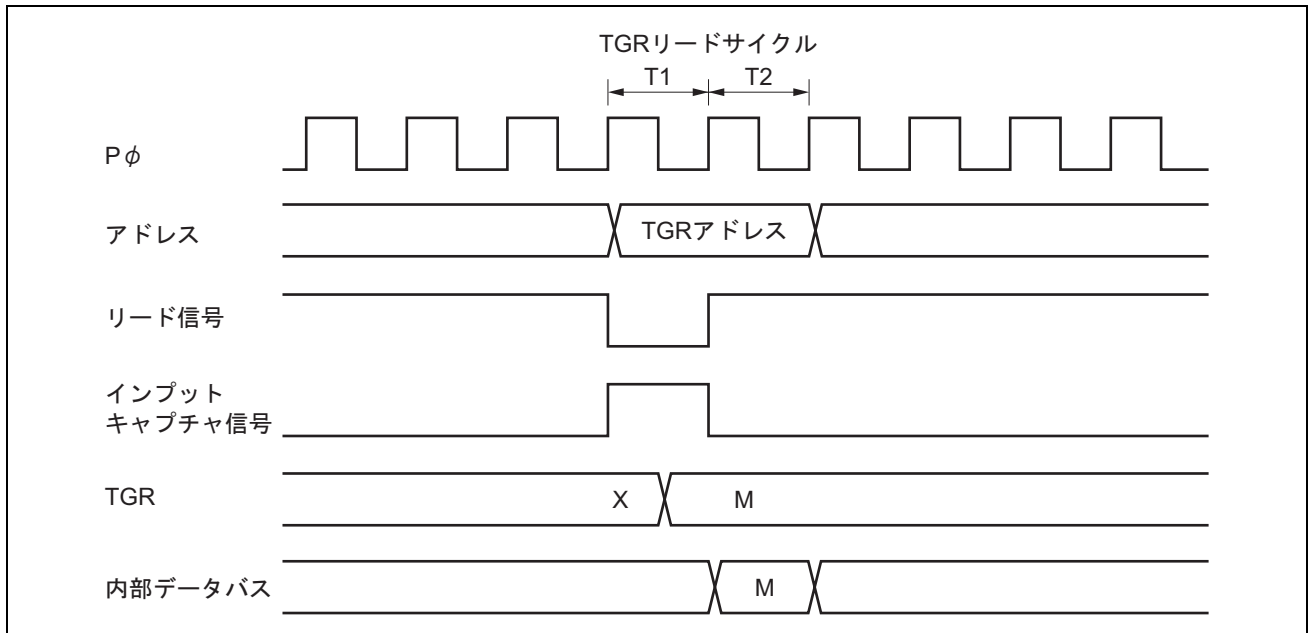 TGRリードサイクル
T1 T2
Pφ
アドレス TGRアドレス
リード信号
インプット
キャプチャ信号
TGR X M
内部データバス M